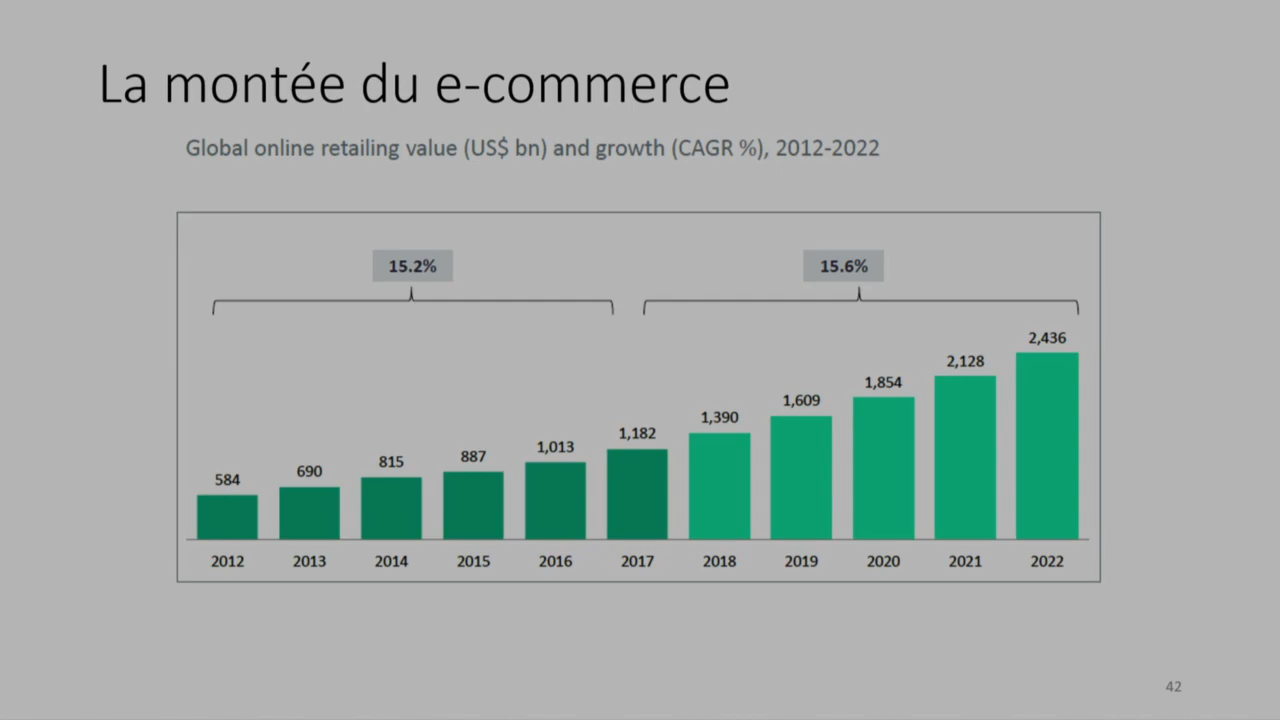 La montée du e-commerce
Global online retailing value (US$ bn) and growth (CAGR %), 2012-2022
15.2% 15.6%
584 690 815 887 1,013 1,182 1,390 1,609 1,854 2,128 2,436
2012 2013 2014 2015 2016 2017 2018 2019 2020 2021 2022
42